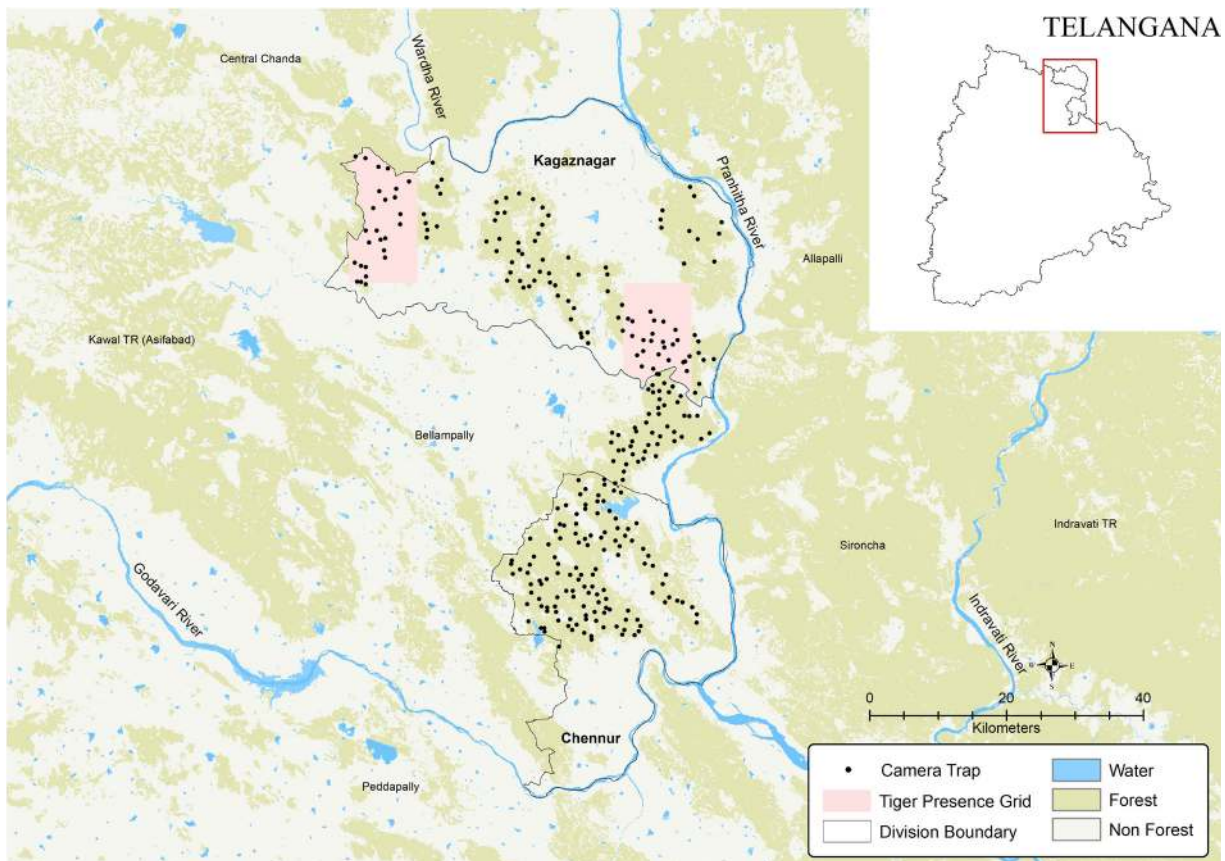 TELANGANA
Central Chanda
Wardha River
Kagaznagar
Pranhitha River
Allapalli
Kawal TR (Asifabad)
Bellampally
Indravati TR
Sironcha
Godavari River
Indravati River
N
W E
S
0 20 40
Kilometers
Chennur
Peddapally
Camera Trap
Water
Tiger Presence Grid
Forest
Division Boundary
Non Forest